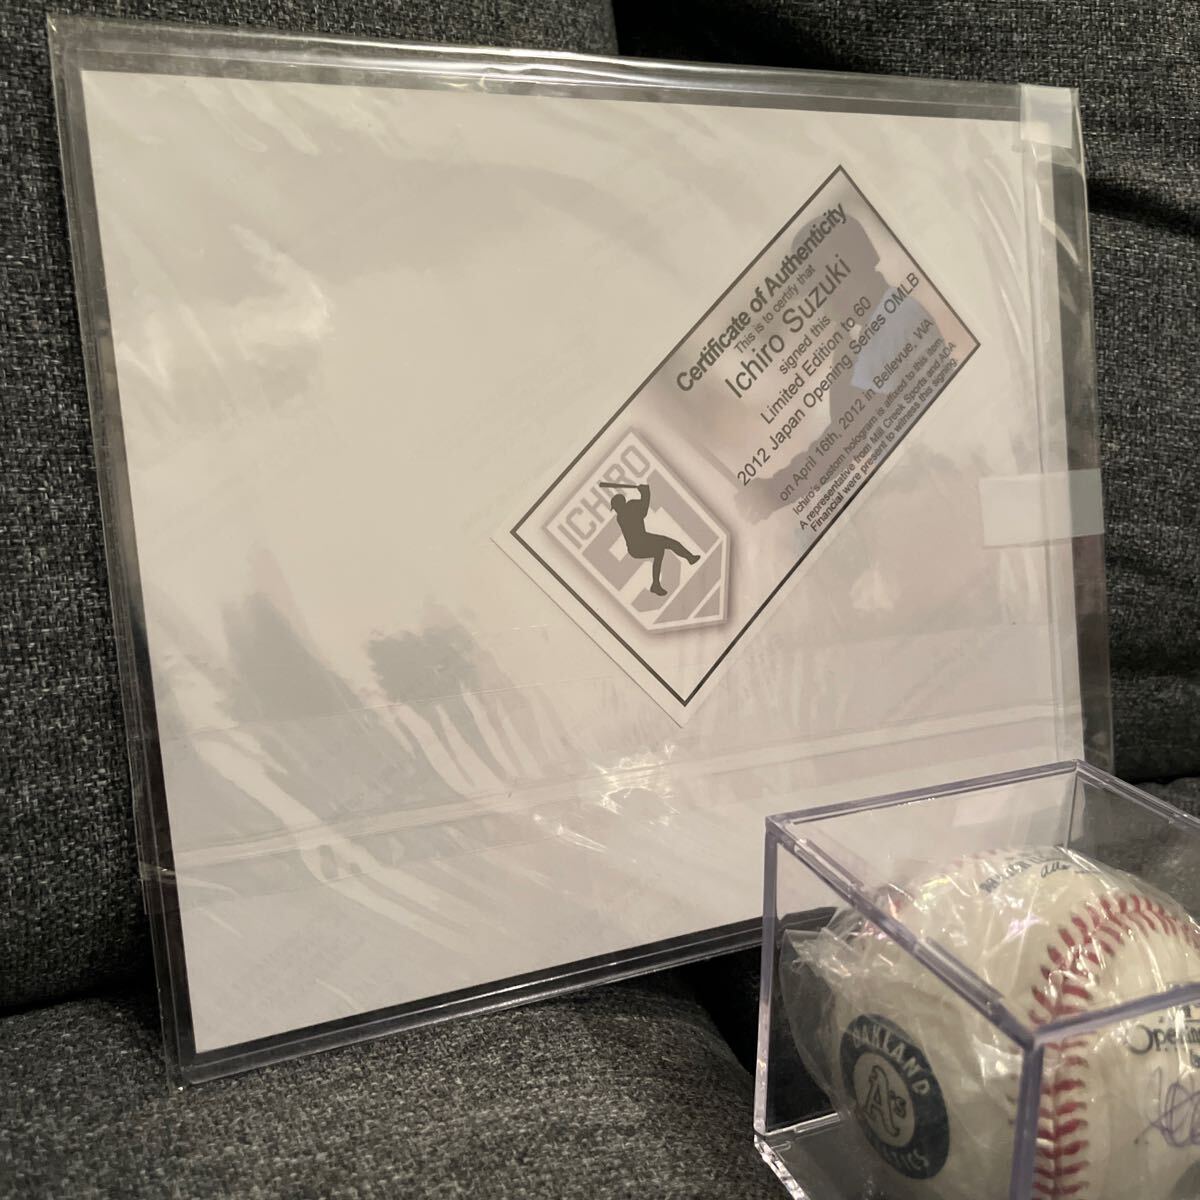 Certificate of Authenticity
This is to certify that
Ichiro Suzuki
signed this
Limited Edition to 60
2012 Japan Opening Series OMLB
on April 16th, 2012 in Bellevue, WA
Ichiro's custom hologram is affixed to this item.
A representative from Mill Creek Sports and ADA
Financial were present to witness this signing.
ICHIRO
51
OAKLAND
A's
ATHLETICS